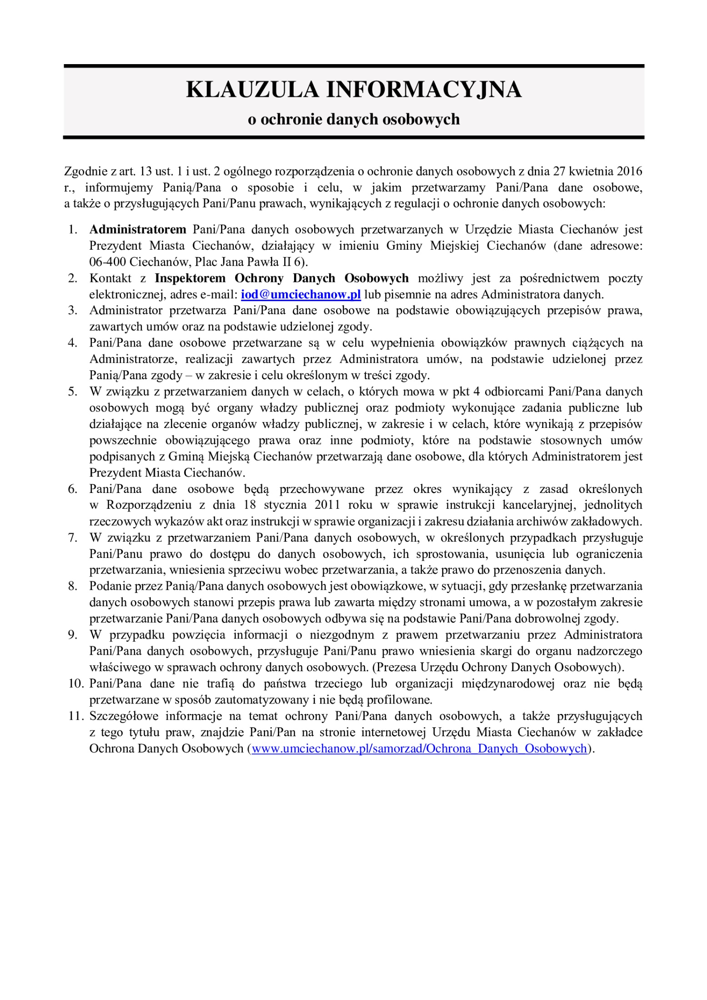 KLAUZULA INFORMACYJNA
o ochronie danych osobowych
Zgodnie z art. 13 ust. 1 i ust. 2 ogólnego rozporządzenia o ochronie danych osobowych z dnia 27 kwietnia 2016
r., informujemy Panią/Pana o sposobie i celu, w jakim przetwarzamy Pani/Pana dane osobowe,
a także o przysługujących Pani/Panu prawach, wynikających z regulacji o ochronie danych osobowych:
1. Administratorem Pani/Pana danych osobowych przetwarzanych w Urzędzie Miasta Ciechanów jest
Prezydent Miasta Ciechanów, działający w imieniu Gminy Miejskiej Ciechanów (dane adresowe:
06-400 Ciechanów, Plac Jana Pawła II 6).
2. Kontakt z Inspektorem Ochrony Danych Osobowych możliwy jest za pośrednictwem poczty
elektronicznej, adres e-mail: iod@umciechanow.pl lub pisemnie na adres Administratora danych.
3. Administrator przetwarza Pani/Pana dane osobowe na podstawie obowiązujących przepisów prawa,
zawartych umów oraz na podstawie udzielonej zgody.
4. Pani/Pana dane osobowe przetwarzane są w celu wypełnienia obowiązków prawnych ciążących na
Administratorze, realizacji zawartych przez Administratora umów, na podstawie udzielonej przez
Panią/Pana zgody – w zakresie i celu określonym w treści zgody.
5. W związku z przetwarzaniem danych w celach, o których mowa w pkt 4 odbiorcami Pani/Pana danych
osobowych mogą być organy władzy publicznej oraz podmioty wykonujące zadania publiczne lub
działające na zlecenie organów władzy publicznej, w zakresie i w celach, które wynikają z przepisów
powszechnie obowiązującego prawa oraz inne podmioty, które na podstawie stosownych umów
podpisanych z Gminą Miejską Ciechanów przetwarzają dane osobowe, dla których Administratorem jest
Prezydent Miasta Ciechanów.
6. Pani/Pana dane osobowe będą przechowywane przez okres wynikający z zasad określonych
w Rozporządzeniu z dnia 18 stycznia 2011 roku w sprawie instrukcji kancelaryjnej, jednolitych
rzeczowych wykazów akt oraz instrukcji w sprawie organizacji i zakresu działania archiwów zakładowych.
7. W związku z przetwarzaniem Pani/Pana danych osobowych, w określonych przypadkach przysługuje
Pani/Panu prawo do dostępu do danych osobowych, ich sprostowania, usunięcia lub ograniczenia
przetwarzania, wniesienia sprzeciwu wobec przetwarzania, a także prawo do przenoszenia danych.
8. Podanie przez Panią/Pana danych osobowych jest obowiązkowe, w sytuacji, gdy przesłankę przetwarzania
danych osobowych stanowi przepis prawa lub zawarta między stronami umowa, a w pozostałym zakresie
przetwarzanie Pani/Pana danych osobowych odbywa się na podstawie Pani/Pana dobrowolnej zgody.
9. W przypadku powzięcia informacji o niezgodnym z prawem przetwarzaniu przez Administratora
Pani/Pana danych osobowych, przysługuje Pani/Panu prawo wniesienia skargi do organu nadzorczego
właściwego w sprawach ochrony danych osobowych. (Prezesa Urzędu Ochrony Danych Osobowych).
10. Pani/Pana dane nie trafią do państwa trzeciego lub organizacji międzynarodowej oraz nie będą
przetwarzane w sposób zautomatyzowany i nie będą profilowane.
11. Szczegółowe informacje na temat ochrony Pani/Pana danych osobowych, a także przysługujących
z tego tytułu praw, znajdzie Pani/Pan na stronie internetowej Urzędu Miasta Ciechanów w zakładce
Ochrona Danych Osobowych (www.umciechanow.pl/samorzad/Ochrona_Danych_Osobowych).